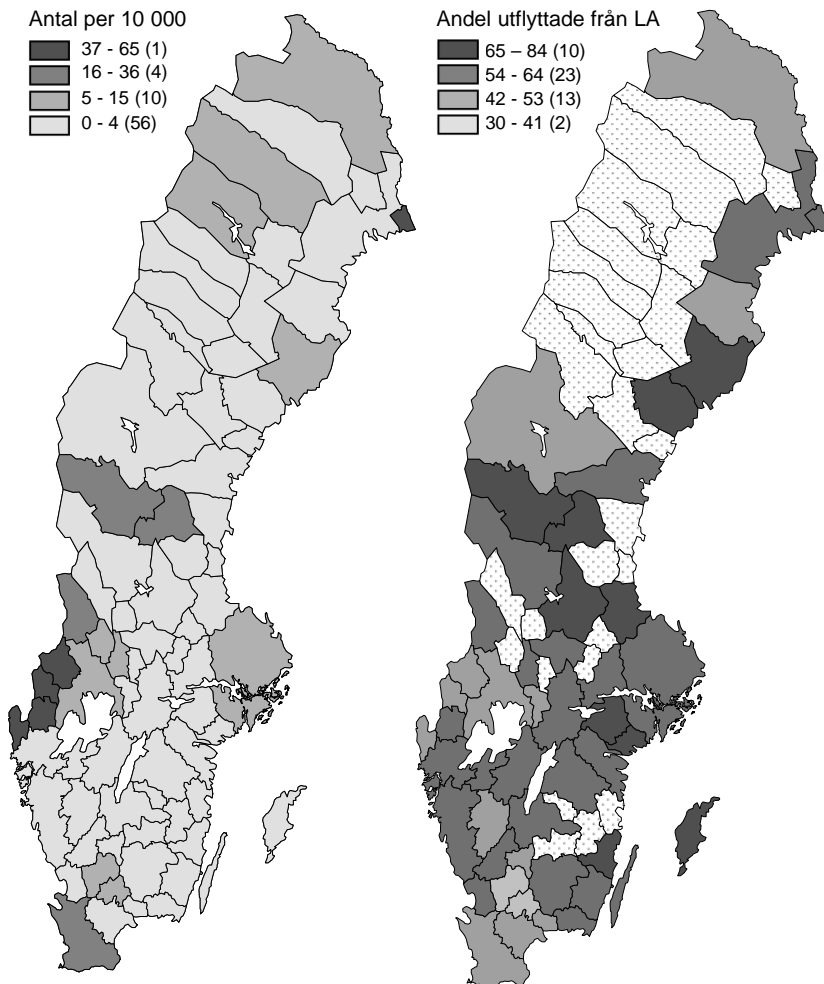 Antal per 10 000
37 - 65 (1)
16 - 36 (4)
5 - 15 (10)
0 - 4 (56)
Andel utflyttade från LA
65 – 84 (10)
54 - 64 (23)
42 - 53 (13)
30 - 41 (2)